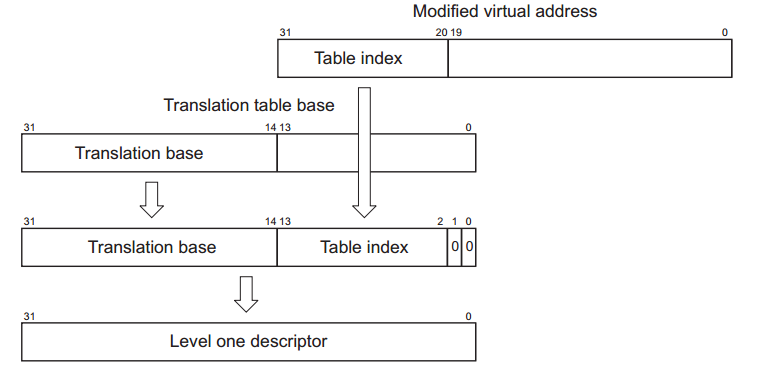 Modified virtual address
31 20 19 0
Table index
Translation table base
31 14 13 0
Translation base
31 14 13 2 1 0
Translation base Table index 0 0
31 0
Level one descriptor